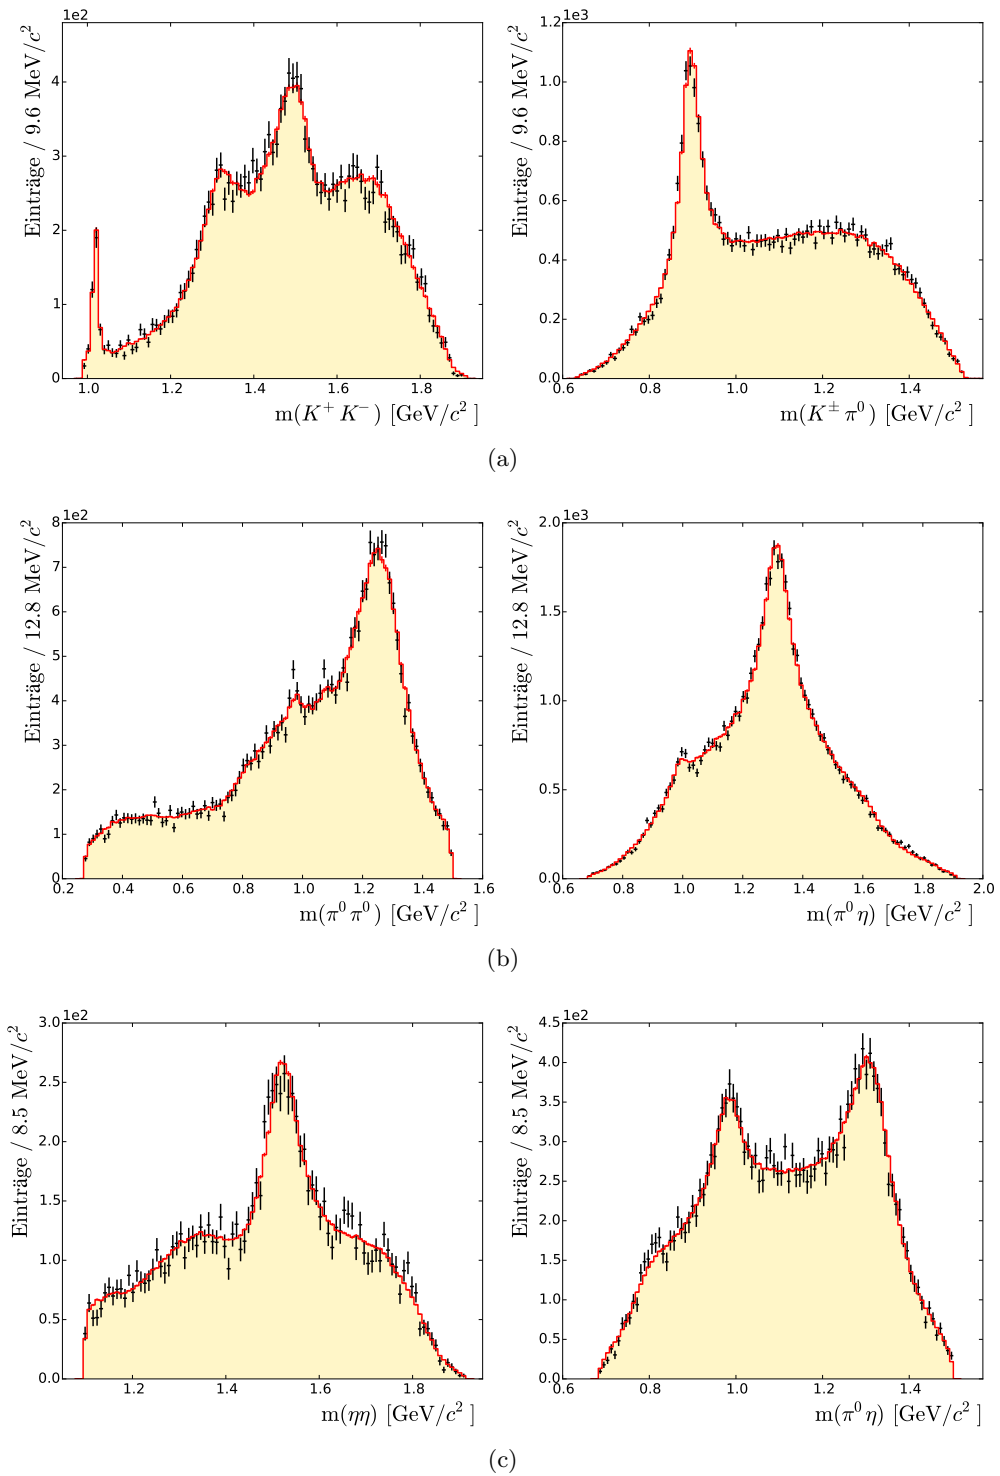 1e2
Einträge / 9.6 MeV/c²
4
3
2
1
0
1.0 1.2 1.4 1.6 1.8
m(K⁺ K⁻) [GeV/c² ]
1e3
Einträge / 9.6 MeV/c²
1.2
1.0
0.8
0.6
0.4
0.2
0.0
0.6 0.8 1.0 1.2 1.4
m(K± π⁰) [GeV/c² ]
(a)
1e2
Einträge / 12.8 MeV/c²
8
7
6
5
4
3
2
1
0
0.2 0.4 0.6 0.8 1.0 1.2 1.4 1.6
m(π⁰ π⁰) [GeV/c² ]
1e3
Einträge / 12.8 MeV/c²
2.0
1.5
1.0
0.5
0.0
0.6 0.8 1.0 1.2 1.4 1.6 1.8 2.0
m(π⁰ η) [GeV/c² ]
(b)
1e2
Einträge / 8.5 MeV/c²
3.0
2.5
2.0
1.5
1.0
0.5
0.0
1.2 1.4 1.6 1.8
m(ηη) [GeV/c² ]
1e2
Einträge / 8.5 MeV/c²
4.5
4.0
3.5
3.0
2.5
2.0
1.5
1.0
0.5
0.0
0.6 0.8 1.0 1.2 1.4
m(π⁰ η) [GeV/c² ]
(c)